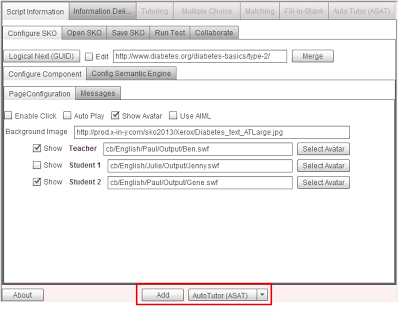 Script Information Information Deli... Tutoring Multiple Choice Matching Fill-in-Blank Auto Tutor (ASAT)
Configure SKO Open SKO Save SKO Run Test Collaborate
Logical Next (GUID) Edit http://www.diabetes.org/diabetes-basics/type-2/ Merge
Configure Component Config Semantic Engine
PageConfiguration Messages
Enable Click Auto Play Show Avatar Use AIML
Background Image http://prod.x-in-y.com/sko2013/Xerox/Diabetes_text_ATLarge.jpg
Show Teacher cb/English/Paul/Output/Ben.swf Select Avatar
Show Student 1 cb/English/Julie/Output/Jenny.swf Select Avatar
Show Student 2 cb/English/Paul/Output/Gene.swf Select Avatar
About Add AutoTutor (ASAT)